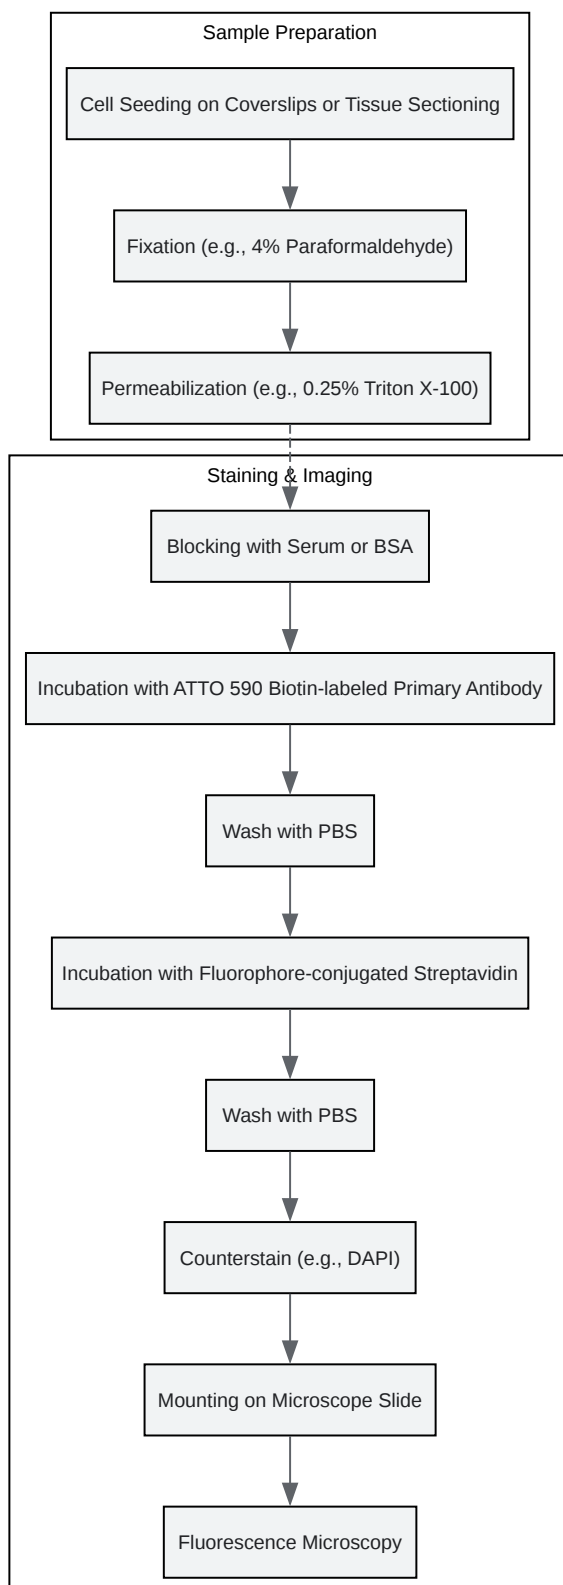 Sample Preparation
Cell Seeding on Coverslips or Tissue Sectioning
Fixation (e.g., 4% Paraformaldehyde)
Permeabilization (e.g., 0.25% Triton X-100)
Staining & Imaging
Blocking with Serum or BSA
Incubation with ATTO 590 Biotin-labeled Primary Antibody
Wash with PBS
Incubation with Fluorophore-conjugated Streptavidin
Wash with PBS
Counterstain (e.g., DAPI)
Mounting on Microscope Slide
Fluorescence Microscopy